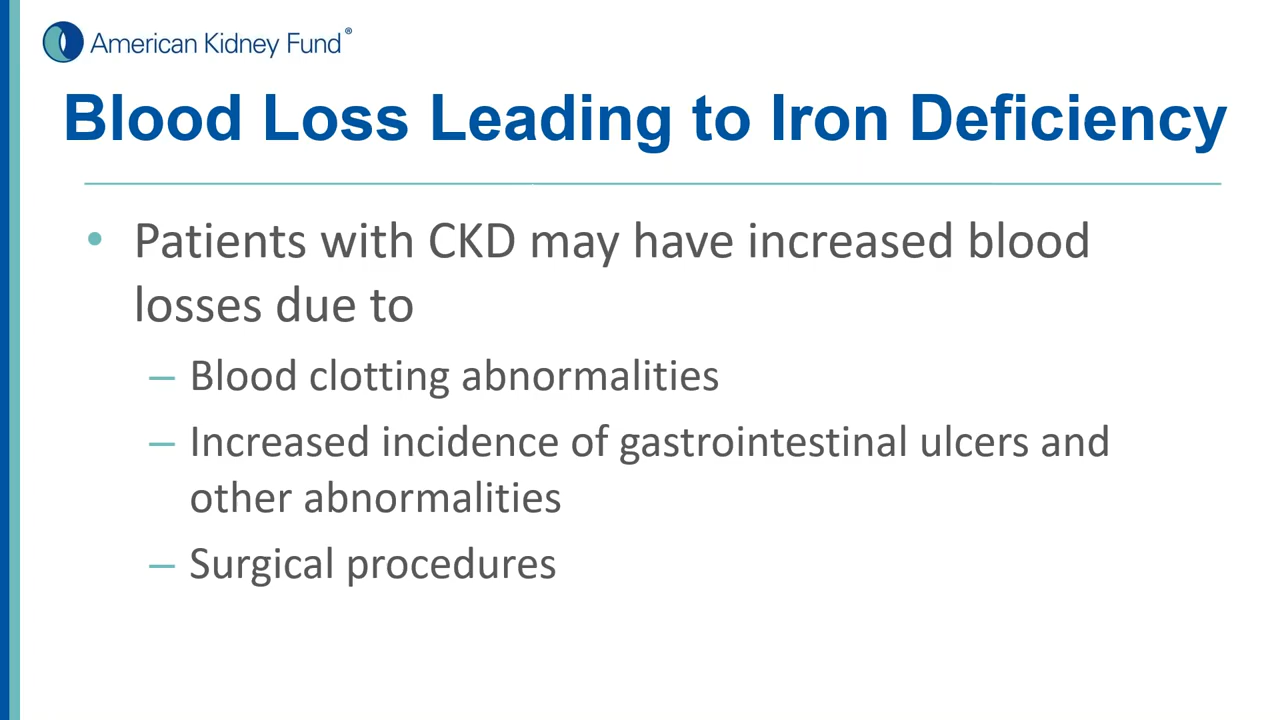 American Kidney Fund®
Blood Loss Leading to Iron Deficiency
• Patients with CKD may have increased blood
losses due to
– Blood clotting abnormalities
– Increased incidence of gastrointestinal ulcers and
other abnormalities
– Surgical procedures